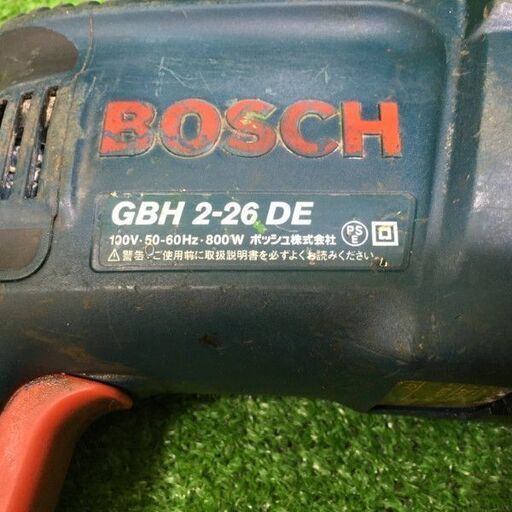 BOSCH
GBH 2-26 DE
100V・50-60Hz・800W ボッシュ株式会社
PS
E
⚠警告・ご使用前に取扱説明書を必ずよくお読みください。